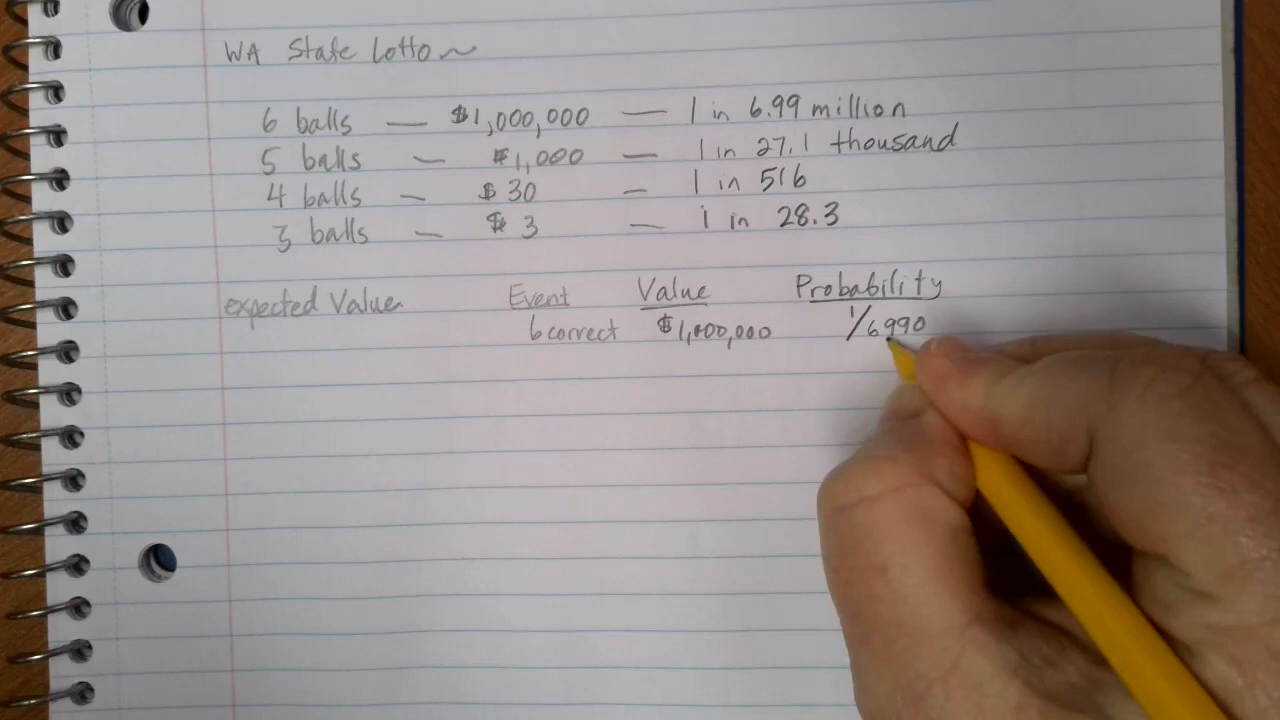 WA State Lotto ~
6 balls — $1,000,000 — 1 in 6.99 million
5 balls — $1,000 — 1 in 27.1 thousand
4 balls — $30 — 1 in 516
3 balls — $3 — 1 in 28.3
expected Value Event Value Probability
6 correct $1,000,000 1/6990